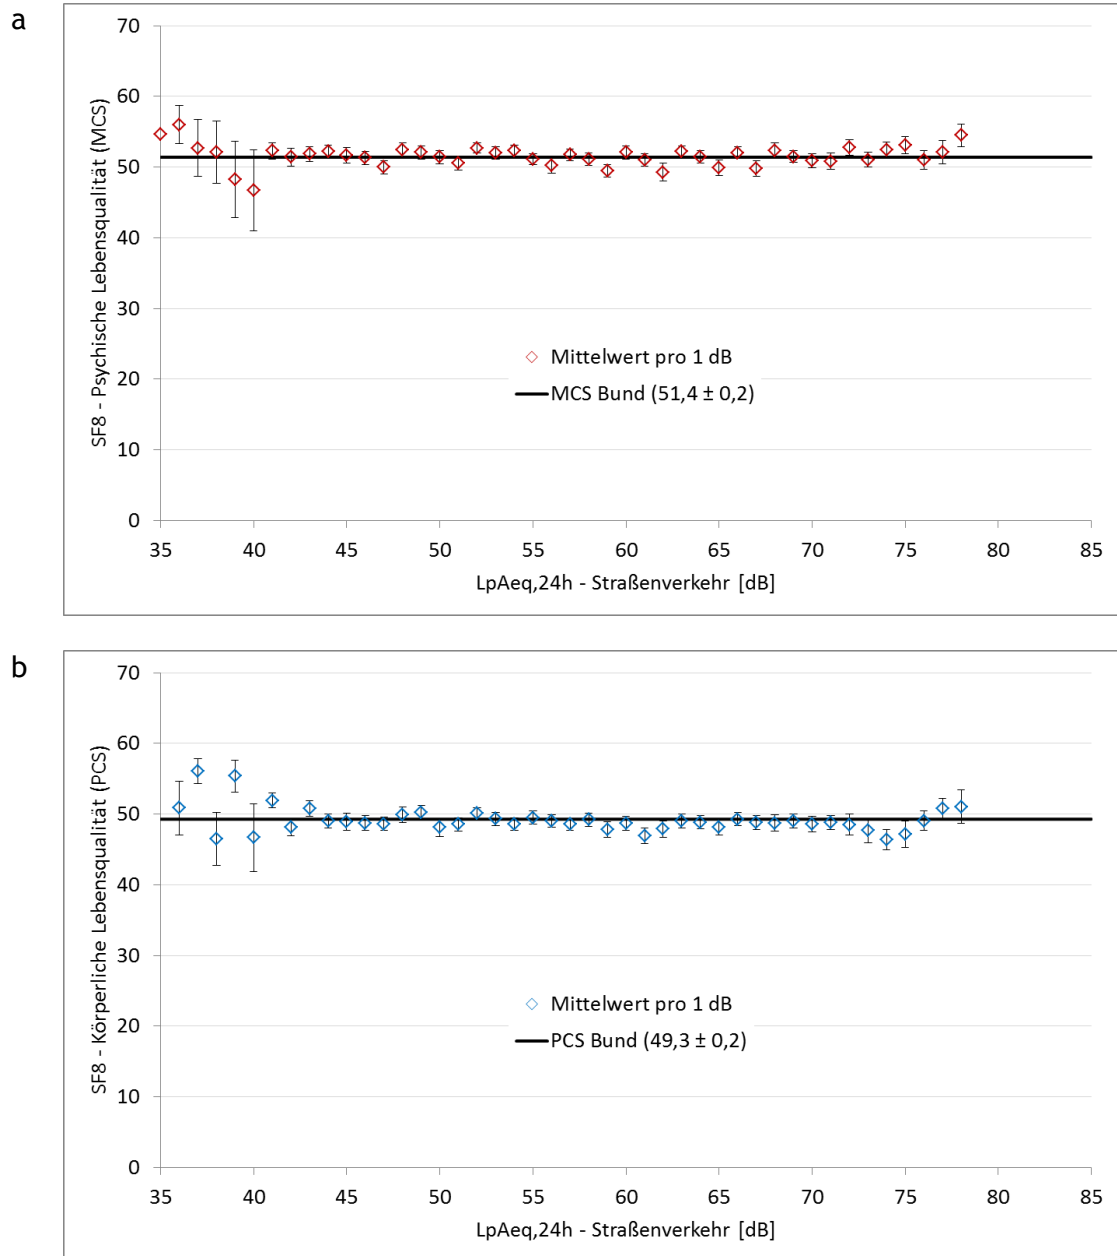 a
70
60
50
40
30
20
10
0
SF8 - Psychische Lebensqualität (MCS)
Mittelwert pro 1 dB
MCS Bund (51,4 ± 0,2)
35 40 45 50 55 60 65 70 75 80 85
LpAeq,24h - Straßenverkehr [dB]
b
70
60
50
40
30
20
10
0
SF8 - Körperliche Lebensqualität (PCS)
Mittelwert pro 1 dB
PCS Bund (49,3 ± 0,2)
35 40 45 50 55 60 65 70 75 80 85
LpAeq,24h - Straßenverkehr [dB]